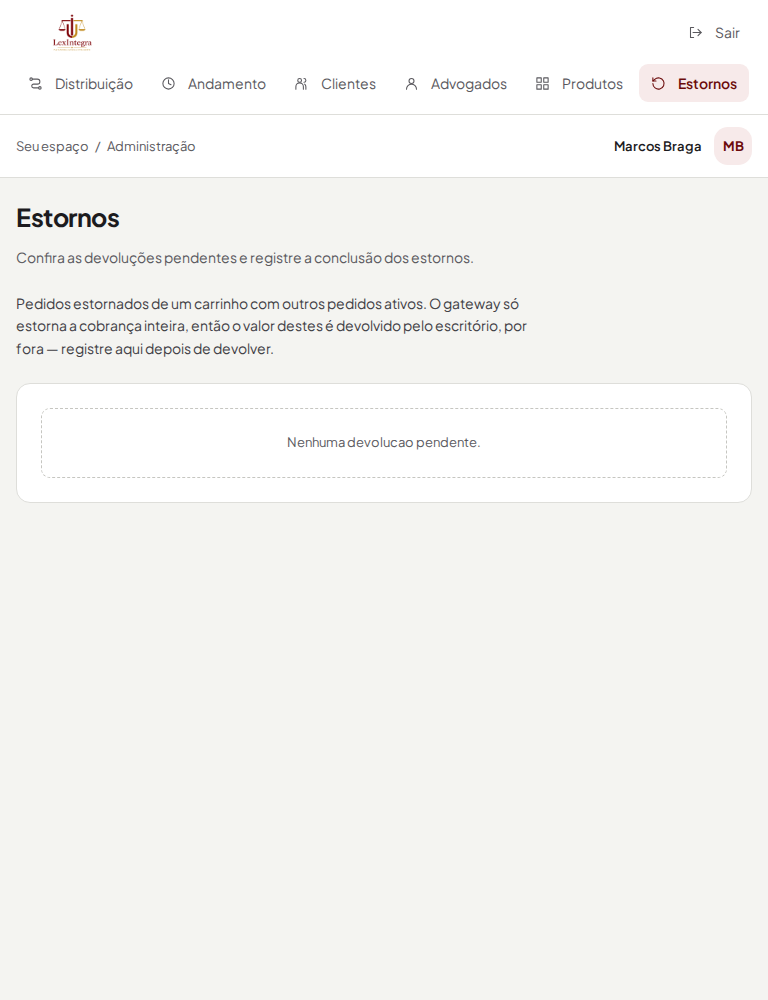 LexIntegra
Sair
Distribuição
Andamento
Clientes
Advogados
Produtos
Estornos
Seu espaço / Administração
Marcos Braga
MB
Estornos
Confira as devoluções pendentes e registre a conclusão dos estornos.
Pedidos estornados de um carrinho com outros pedidos ativos. O gateway só
estorna a cobrança inteira, então o valor destes é devolvido pelo escritório, por
fora — registre aqui depois de devolver.
Nenhuma devolucao pendente.